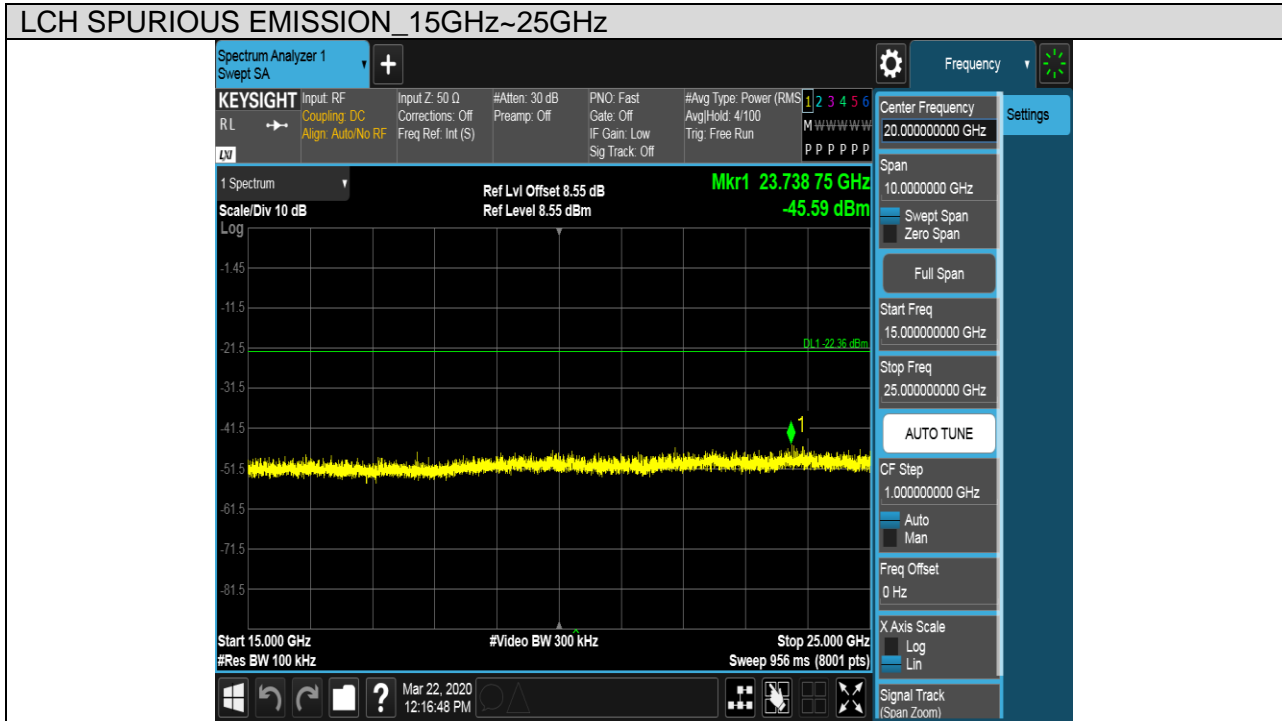 LCH SPURIOUS EMISSION_15GHz~25GHz
Spectrum Analyzer 1
Swept SA
+
Frequency
KEYSIGHT
RL
LXI
Input: RF
Coupling: DC
Align: Auto/No RF
Input Z: 50 Ω
Corrections: Off
Freq Ref: Int (S)
#Atten: 30 dB
Preamp: Off
PNO: Fast
Gate: Off
IF Gain: Low
Sig Track: Off
#Avg Type: Power (RMS
Avg|Hold: 4/100
Trig: Free Run
1 2 3 4 5 6
M W W W W W
P P P P P P
1 Spectrum
Scale/Div 10 dB
Log
Ref Lvl Offset 8.55 dB
Ref Level 8.55 dBm
Mkr1 23.738 75 GHz
-45.59 dBm
-1.45
-11.5
-21.5
-31.5
-41.5
-51.5
-61.5
-71.5
-81.5
DL1 -22.36 dBm
1
Start 15.000 GHz
#Res BW 100 kHz
#Video BW 300 kHz
Stop 25.000 GHz
Sweep 956 ms (8001 pts)
Center Frequency
20.000000000 GHz
Settings
Span
10.0000000 GHz
Swept Span
Zero Span
Full Span
Start Freq
15.000000000 GHz
Stop Freq
25.000000000 GHz
AUTO TUNE
CF Step
1.000000000 GHz
Auto
Man
Freq Offset
0 Hz
X Axis Scale
Log
Lin
Signal Track
(Span Zoom)
?
Mar 22, 2020
12:16:48 PM